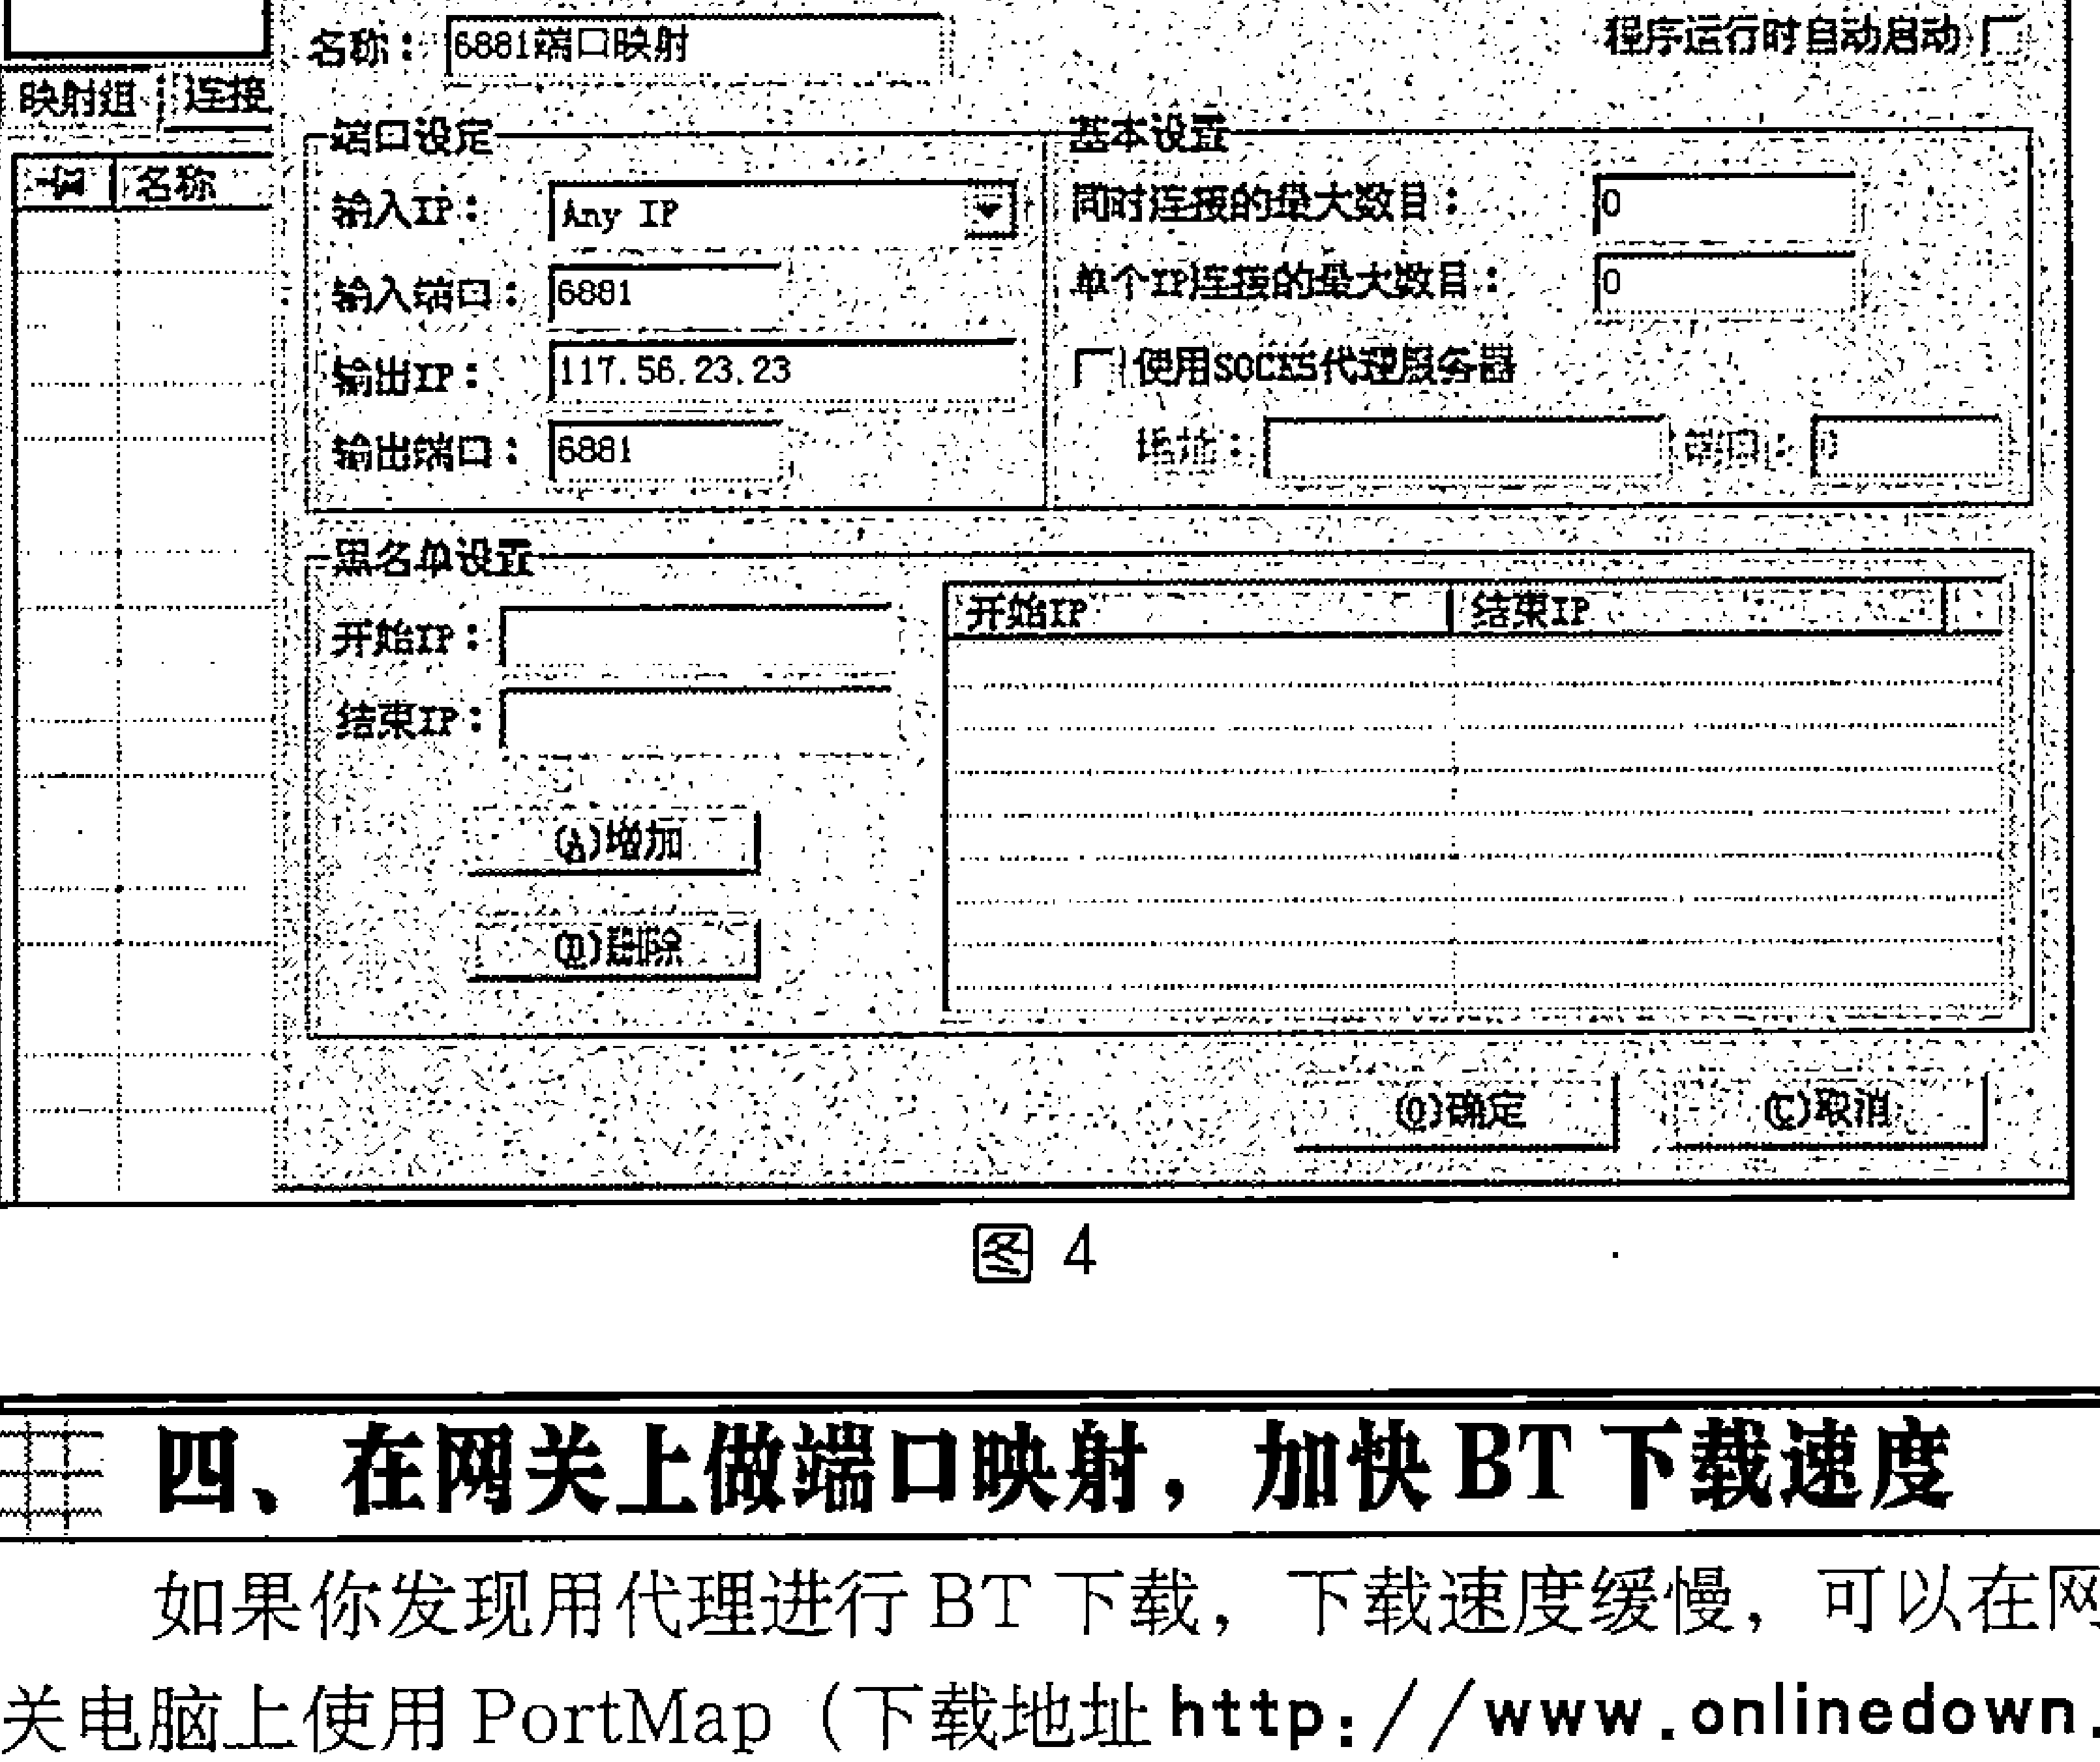 名称： 6881端口映射 程序运行时自动启动
映射组 连接
端口设定 基本设置
名称
输入IP： Any IP 同时连接的最大数目： 0
输入端口： 6881 单个IP连接的最大数目： 0
输出IP： 117.56.23.23 使用SOCKS代理服务器
输出端口： 6881 地址： 端口： 0
黑名单设置
开始IP： 开始IP 结束IP
结束IP：
(A)增加
(D)删除
(O)确定 (C)取消
图 4
四、在网关上做端口映射，加快 BT 下载速度
如果你发现用代理进行 BT 下载，下载速度缓慢，可以在网
关电脑上使用 PortMap（下载地址 http://www.onlinedown.